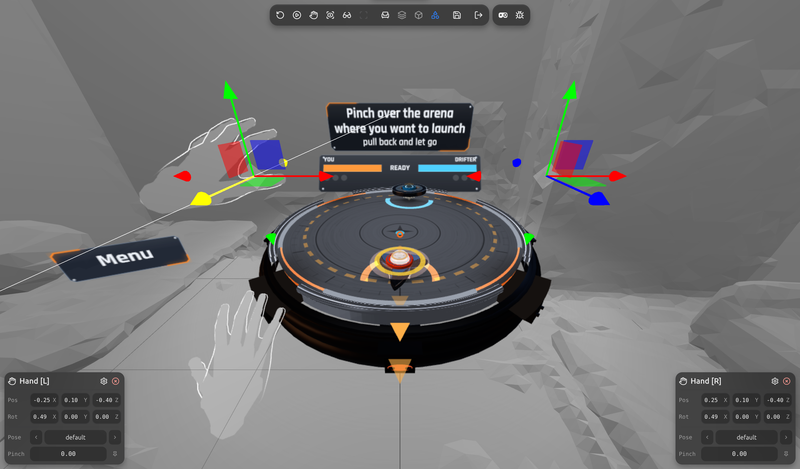 Pinch over the arena
where you want to launch
pull back and let go
YOU
READY
DRIFTER
Menu
Hand [L]
Pos -0.25 X 0.10 Y -0.40 Z
Rot 0.49 X 0.00 Y 0.00 Z
Pose ‹ default ›
Pinch 0.00
Hand [R]
Pos 0.25 X 0.10 Y -0.40 Z
Rot 0.49 X 0.00 Y 0.00 Z
Pose ‹ default ›
Pinch 0.00